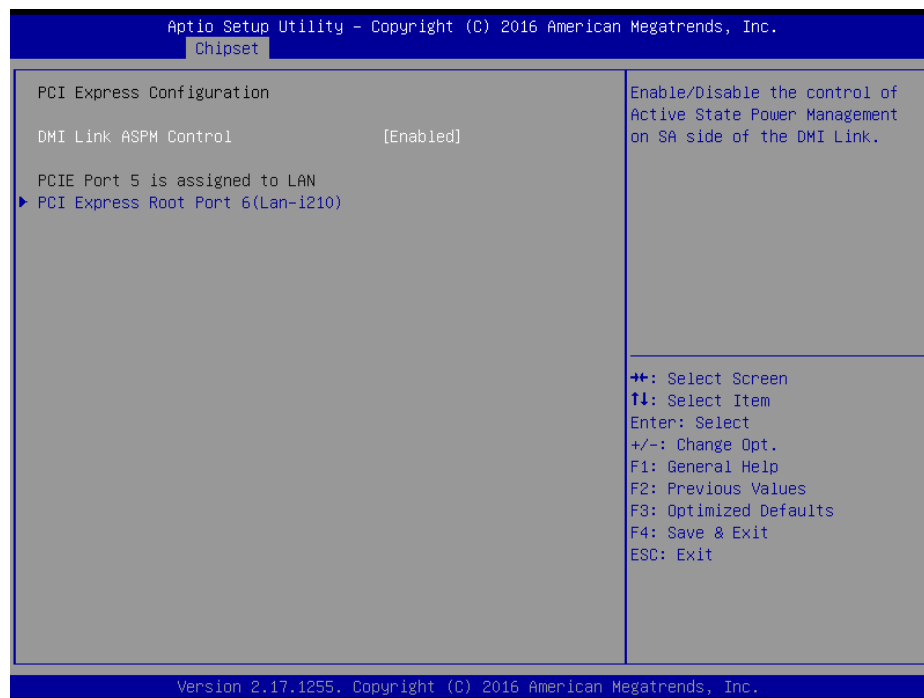 Aptio Setup Utility – Copyright (C) 2016 American Megatrends, Inc.
Chipset
PCI Express Configuration
DMI Link ASPM Control [Enabled]
PCIE Port 5 is assigned to LAN
PCI Express Root Port 6(Lan-i210)
Enable/Disable the control of
Active State Power Management
on SA side of the DMI Link.
→←: Select Screen
↑↓: Select Item
Enter: Select
+/-: Change Opt.
F1: General Help
F2: Previous Values
F3: Optimized Defaults
F4: Save & Exit
ESC: Exit
Version 2.17.1255. Copyright (C) 2016 American Megatrends, Inc.